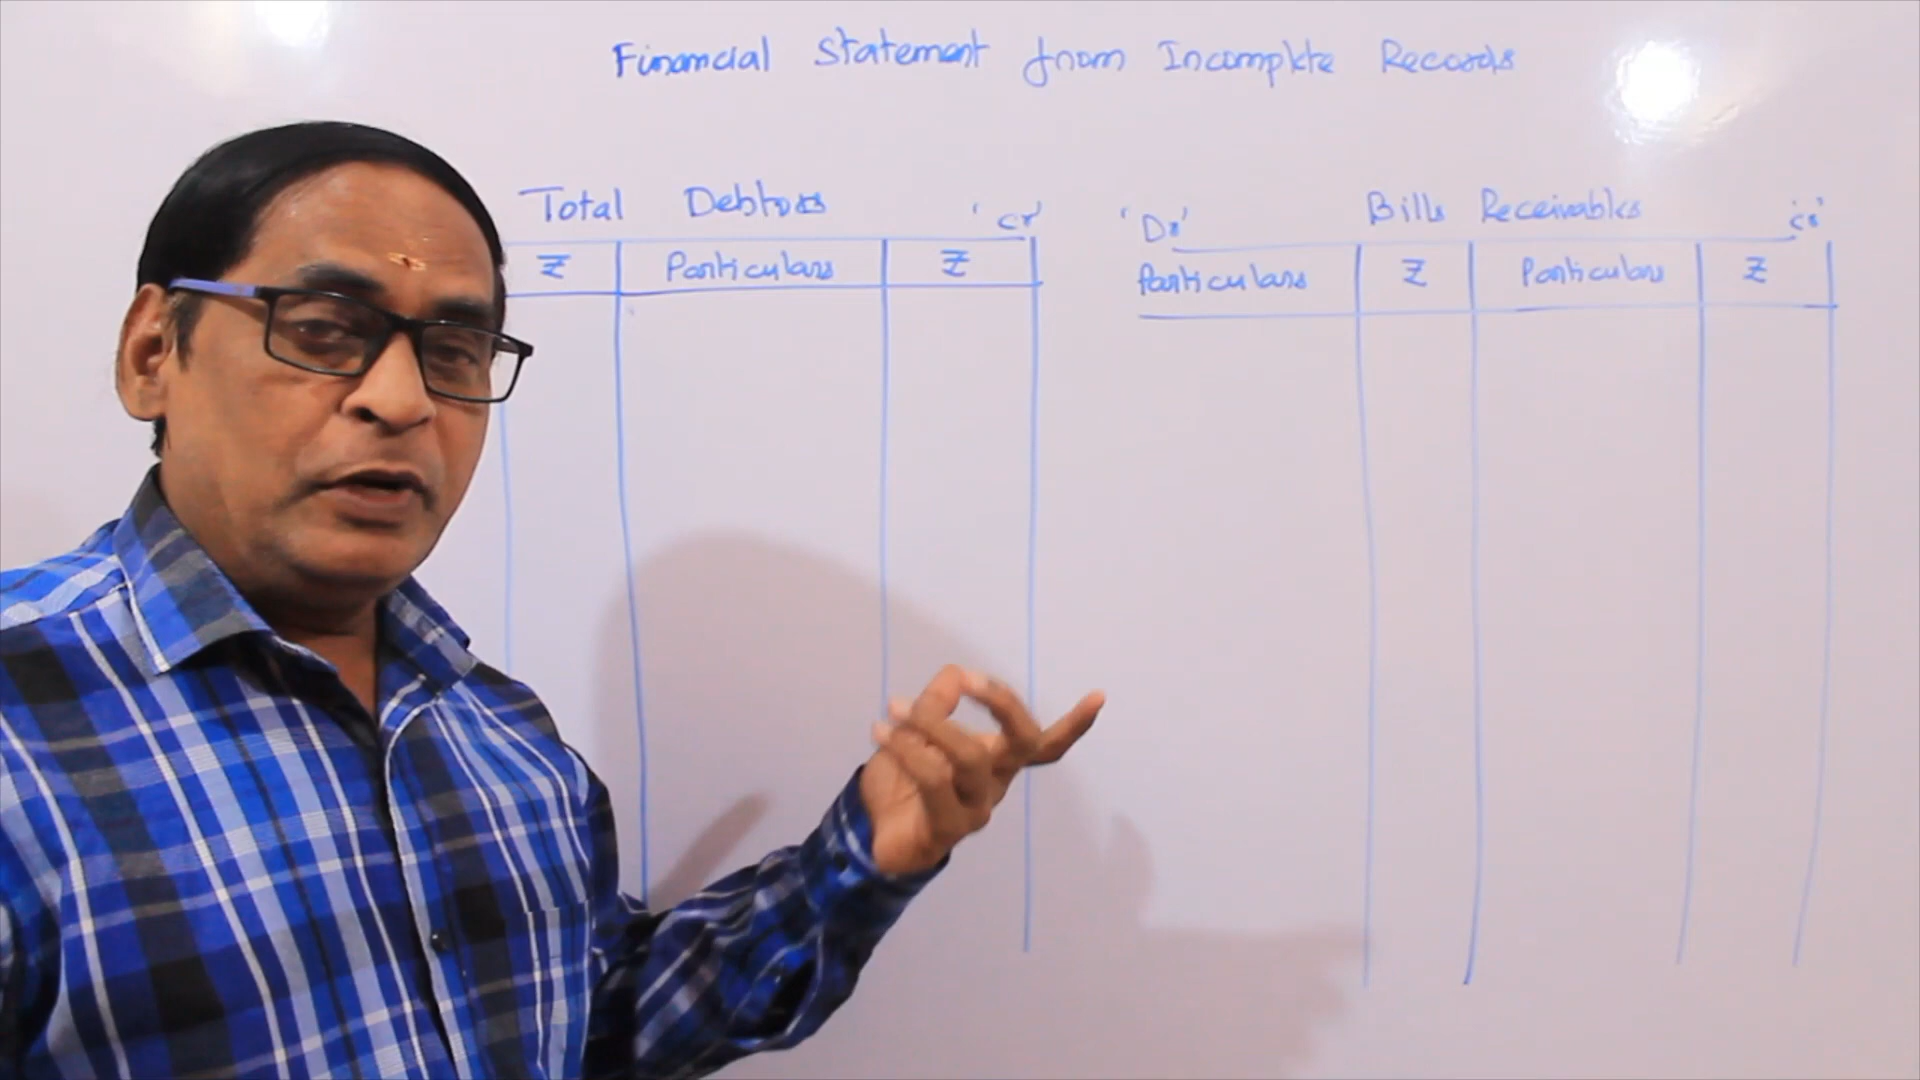 Financial Statement from Incomplete Records
Total Debtors 'Cr'
₹ Particulars ₹
'Dr' Bills Receivables 'Cr'
Particulars ₹ Particulars ₹